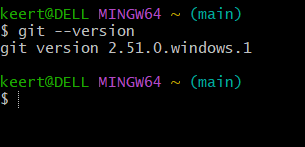 keert@DELL MINGW64 ~ (main)
$ git --version
git version 2.51.0.windows.1
keert@DELL MINGW64 ~ (main)
$